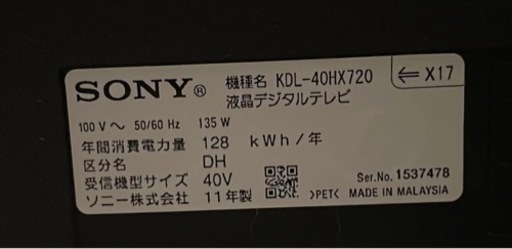 SONY® 機種名 KDL-40HX720 ⇐X17
液晶デジタルテレビ
100 V～ 50/60 Hz 135 W
年間消費電力量 128 kWh/年
区分名 DH
受信機型サイズ 40V Ser.No. 1537478
ソニー株式会社 11年製 >PET< MADE IN MALAYSIA